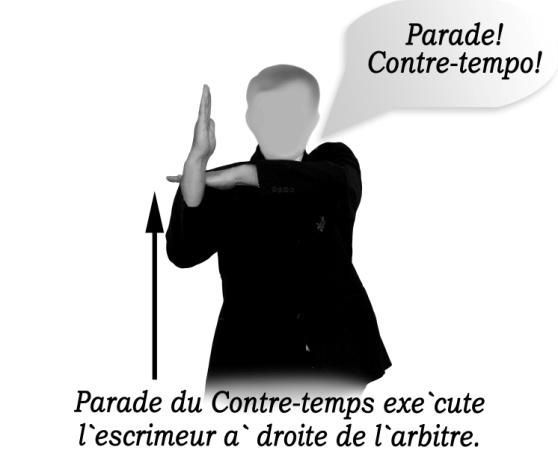 Parade!
Contre-tempo!
Parade du Contre-temps exe`cute
l`escrimeur a` droite de l`arbitre.